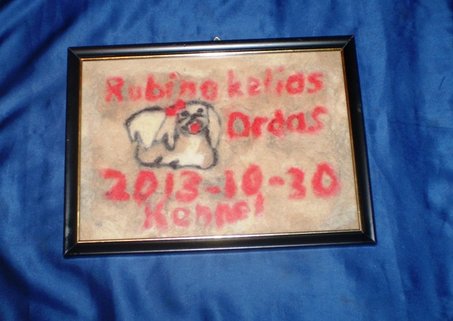 Rubino kelias
Ordas
2013-10-30
Kennel